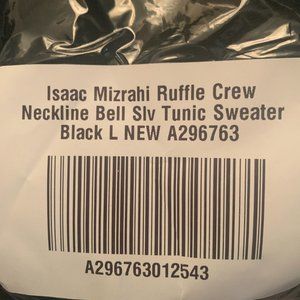 Isaac Mizrahi Ruffle Crew
Neckline Bell Slv Tunic Sweater
Black L NEW A296763
A296763012543